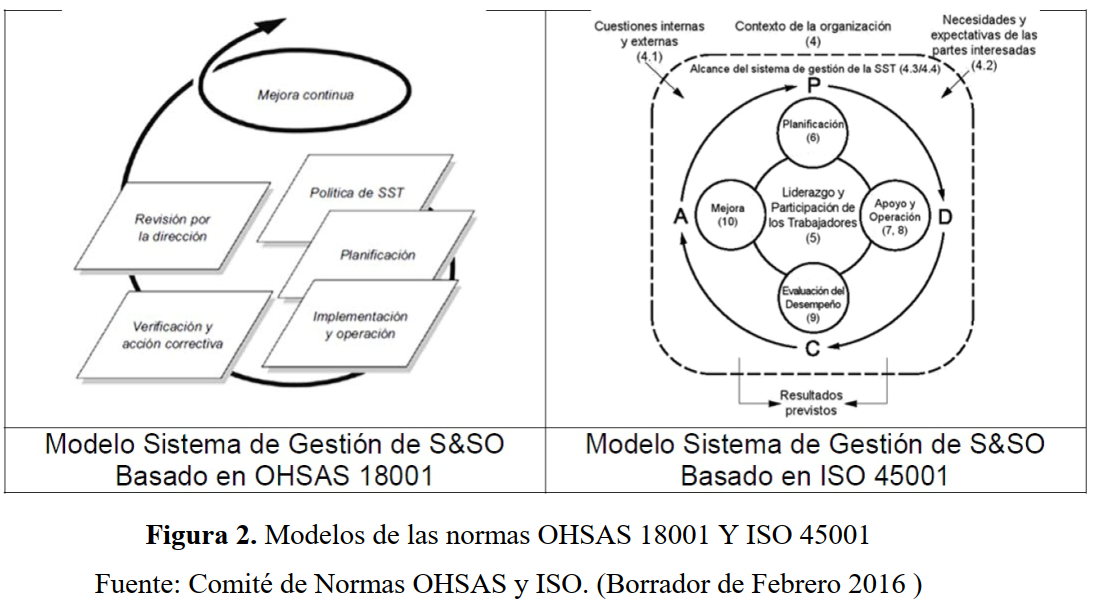 Mejora continua
Política de SST
Planificación
Implementación
y operación
Verificación y
acción correctiva
Revisión por
la dirección
Modelo Sistema de Gestión de S&SO
Basado en OHSAS 18001
Cuestiones internas
y externas
(4.1)
Contexto de la organización
(4)
Necesidades y
expectativas de las
partes interesadas
(4.2)
Alcance del sistema de gestión de la SST (4.3/4.4)
P
Planificación
(6)
A
Mejora
(10)
Liderazgo y
Participación de
los Trabajadores
(5)
Apoyo y
Operación
(7, 8)
D
Evaluación del
Desempeño
(9)
C
Resultados
previstos
Modelo Sistema de Gestión de S&SO
Basado en ISO 45001
Figura 2. Modelos de las normas OHSAS 18001 Y ISO 45001
Fuente: Comité de Normas OHSAS y ISO. (Borrador de Febrero 2016 )